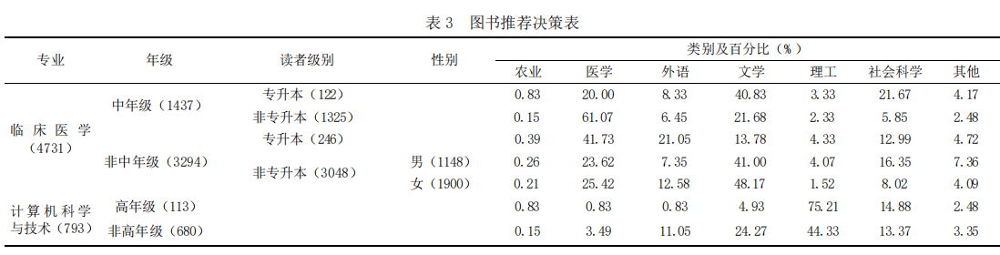 表 3 图书推荐决策表
专业 年级 读者级别 性别 类别及百分比（%）
农业 医学 外语 文学 理工 社会科学 其他
临床医学（4731） 中年级（1437） 专升本（122） 0.83 20.00 8.33 40.83 3.33 21.67 4.17
非专升本（1325） 0.15 61.07 6.45 21.68 2.33 5.85 2.48
非中年级（3294） 专升本（246） 0.39 41.73 21.05 13.78 4.33 12.99 4.72
非专升本（3048） 男（1148） 0.26 23.62 7.35 41.00 4.07 16.35 7.36
女（1900） 0.21 25.42 12.58 48.17 1.52 8.02 4.09
计算机科学与技术（793） 高年级（113） 0.83 0.83 0.83 4.93 75.21 14.88 2.48
非高年级（680） 0.15 3.49 11.05 24.27 44.33 13.37 3.35